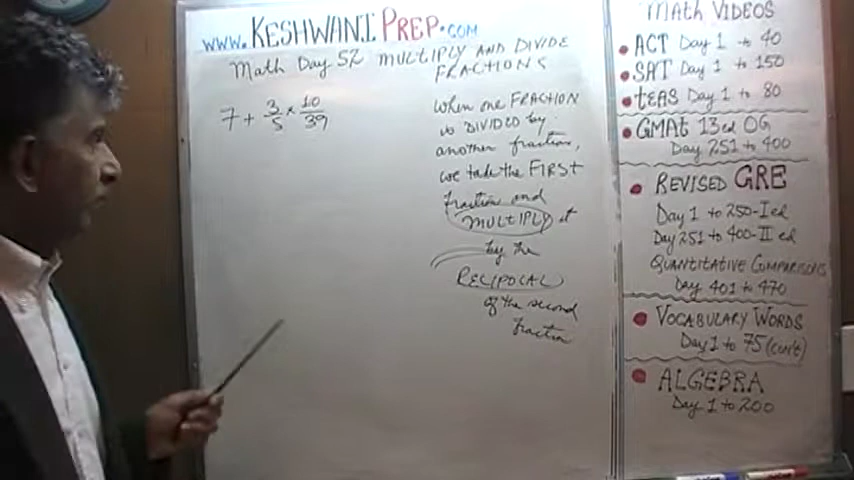 www.KESHWANI PREP.COM
Math Day 52 MULTIPLY AND DIVIDE
FRACTIONS
7 + 3/5 × 10/39
When one FRACTION
is DIVIDED by
another fraction,
we take the FIRST
fraction and
MULTIPLY it
by the
RECIPOCAL
of the second
fraction
MATH VIDEOS
ACT Day 1 to 40
SAT Day 1 to 150
TEAS Day 1 to 80
GMAt 13 ed OG
Day 251 to 400
REVISED GRE
Day 1 to 250-I ed
Day 251 to 400-II ed
QUANTITATIVE COMPARISONS
Day 401 to 470
VOCABULARY WORDS
Day 1 to 75 (con't)
ALGEBRA
Day 1 to 200